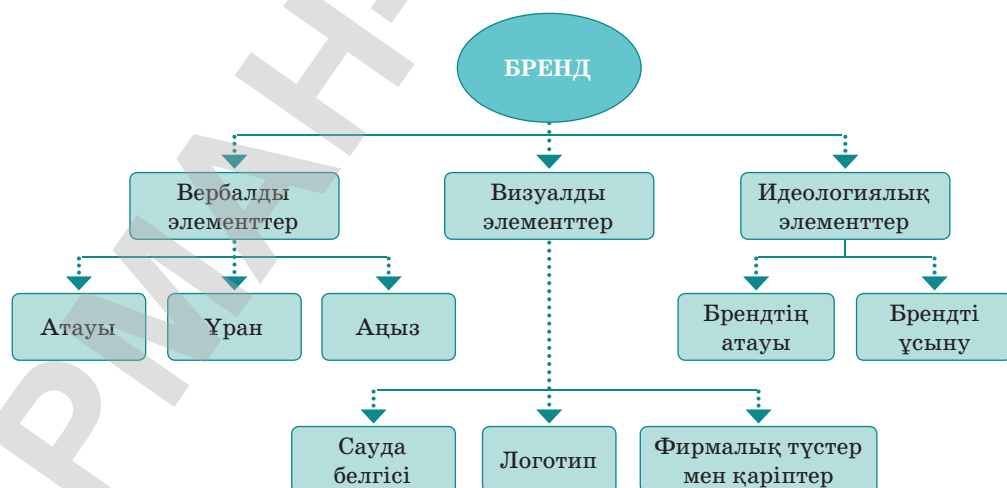 БРЕНД
Вербалды
элементтер
Визуалды
элементтер
Идеологиялық
элементтер
Атауы
Ұран
Аңыз
Брендтің
атауы
Брендті
ұсыну
Сауда
белгісі
Логотип
Фирмалық түстер
мен қаріптер